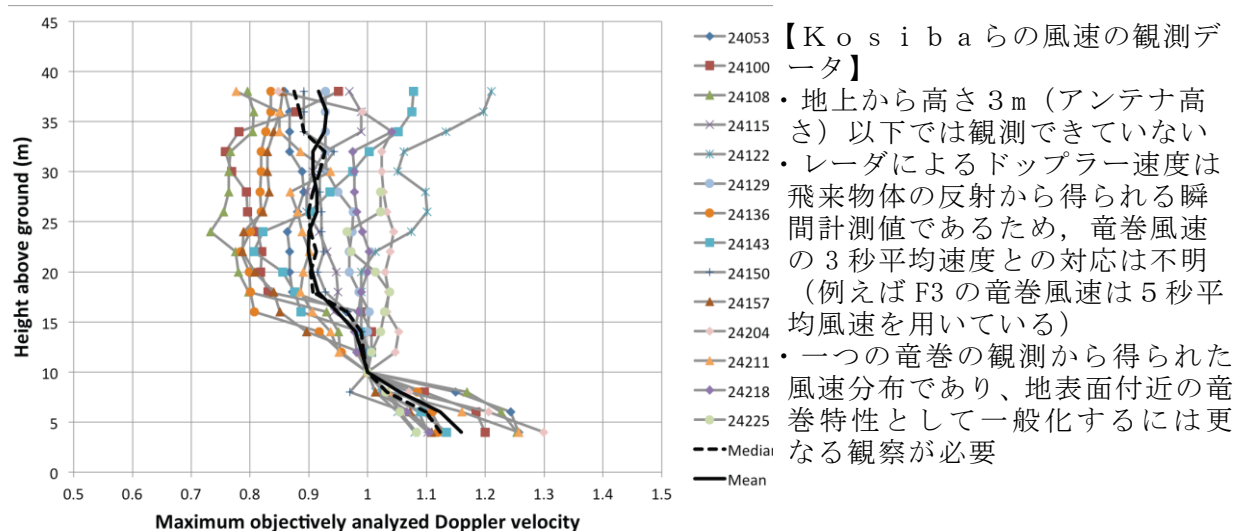 45
40
35
30
25
20
15
10
5
0
Height above ground (m)
0.5 0.6 0.7 0.8 0.9 1 1.1 1.2 1.3 1.4 1.5
Maximum objectively analyzed Doppler velocity
24053
24100
24108
24115
24122
24129
24136
24143
24150
24157
24204
24211
24218
24225
Median
Mean
【Kosibaらの風速の観測デ
ータ】
・地上から高さ3m（アンテナ高
さ）以下では観測できていない
・レーダによるドップラー速度は
飛来物体の反射から得られる瞬
間計測値であるため，竜巻風速
の3秒平均速度との対応は不明
（例えばF3の竜巻風速は5秒平
均風速を用いている）
・一つの竜巻の観測から得られた
風速分布であり、地表面付近の竜
巻特性として一般化するには更
なる観察が必要